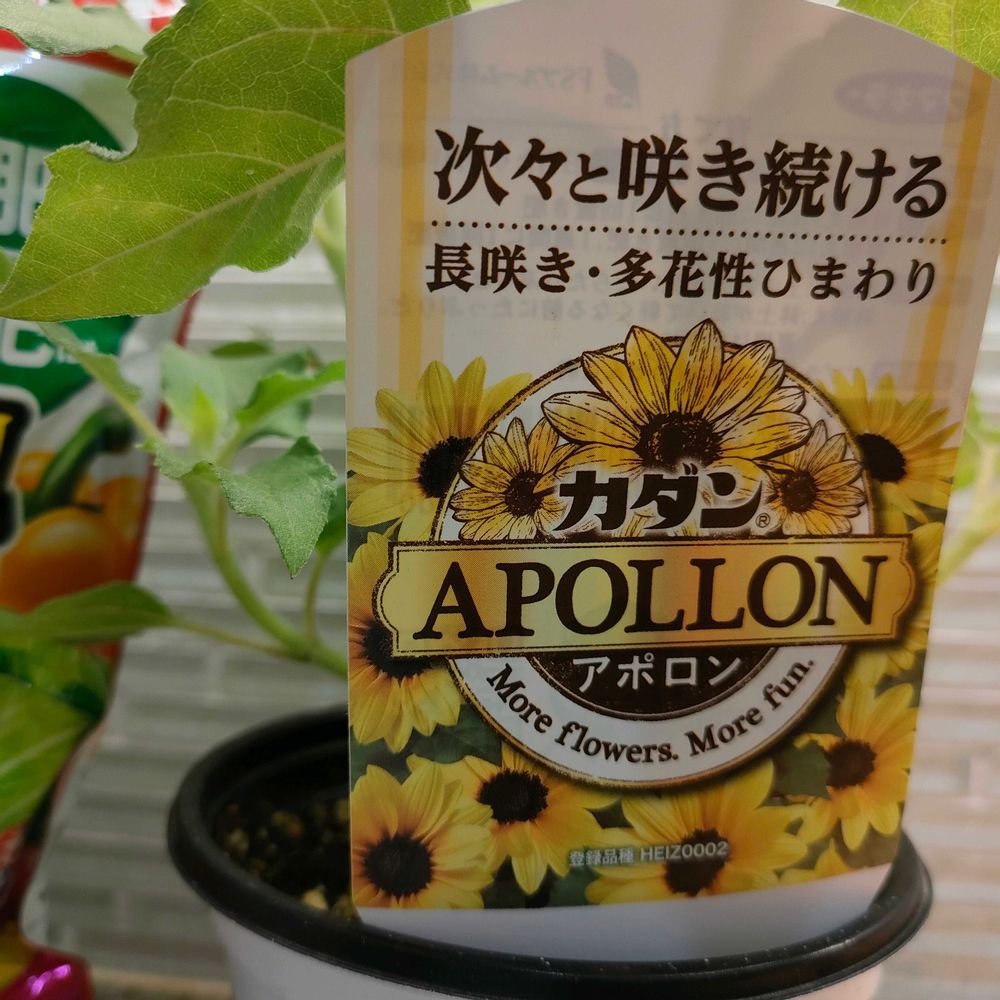 次々と咲き続ける
長咲き・多花性ひまわり
カダン®
APOLLON
アポロン
More flowers. More fun.
登録品種 HEIZ0002